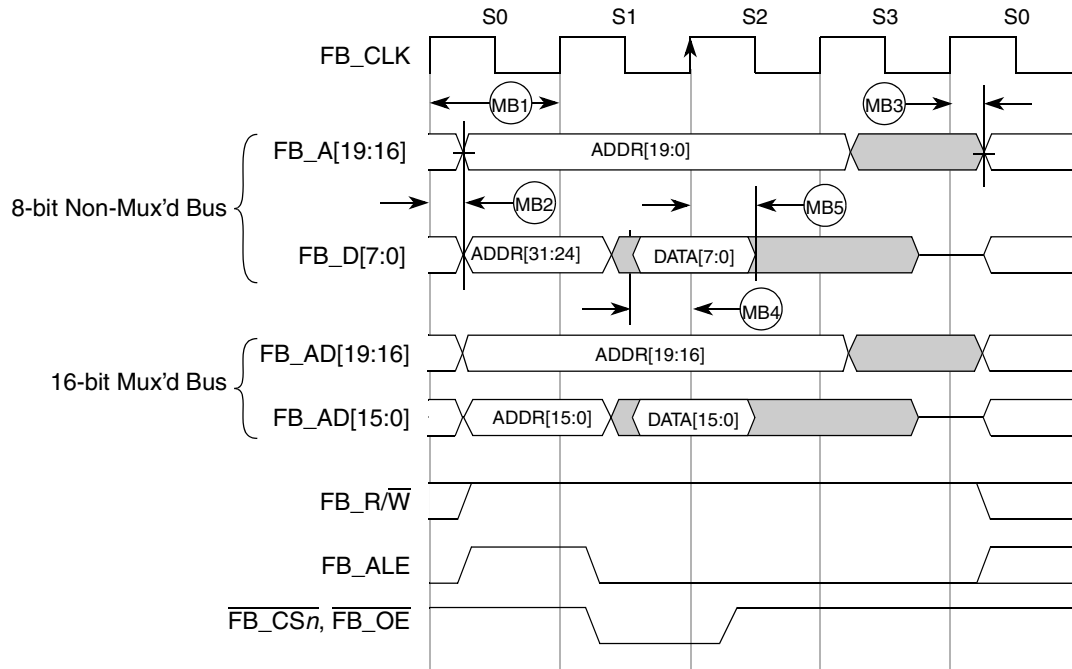 S0 S1 S2 S3 S0
FB_CLK
MB1 MB3
FB_A[19:16] ADDR[19:0]
8-bit Non-Mux'd Bus
MB2 MB5
FB_D[7:0] ADDR[31:24] DATA[7:0]
MB4
FB_AD[19:16] ADDR[19:16]
16-bit Mux'd Bus
FB_AD[15:0] ADDR[15:0] DATA[15:0]
FB_R/W̅
FB_ALE
F̅B̅_̅C̅S̅n̅, F̅B̅_̅O̅E̅